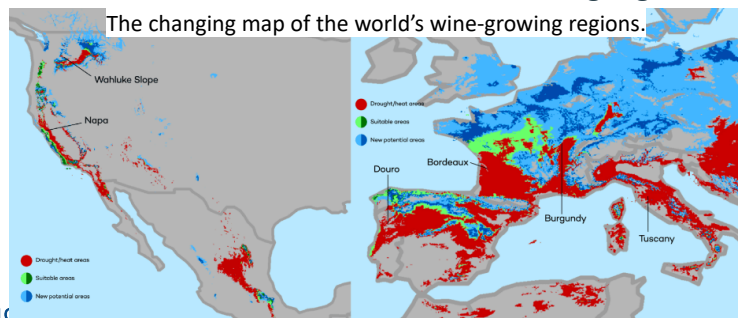 The changing map of the world's wine-growing regions.
Wahluke Slope
Napa
Drought/heat areas
Suitable areas
New potential areas
Drought/heat areas
Suitable areas
New potential areas
Douro
Bordeaux
Burgundy
Tuscany